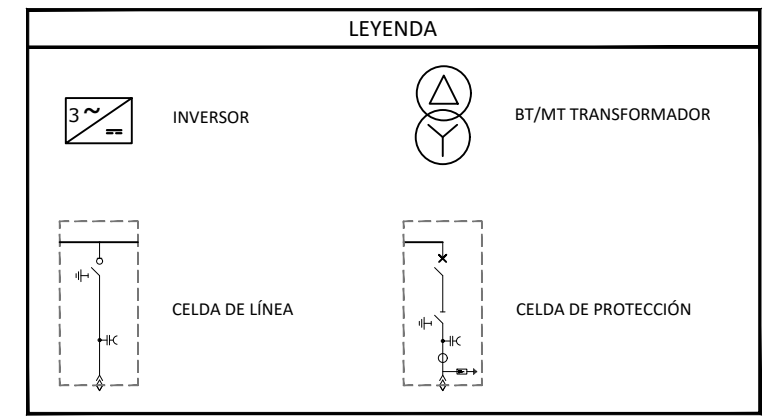 LEYENDA
3~
INVERSOR
BT/MT TRANSFORMADOR
CELDA DE LÍNEA
CELDA DE PROTECCIÓN